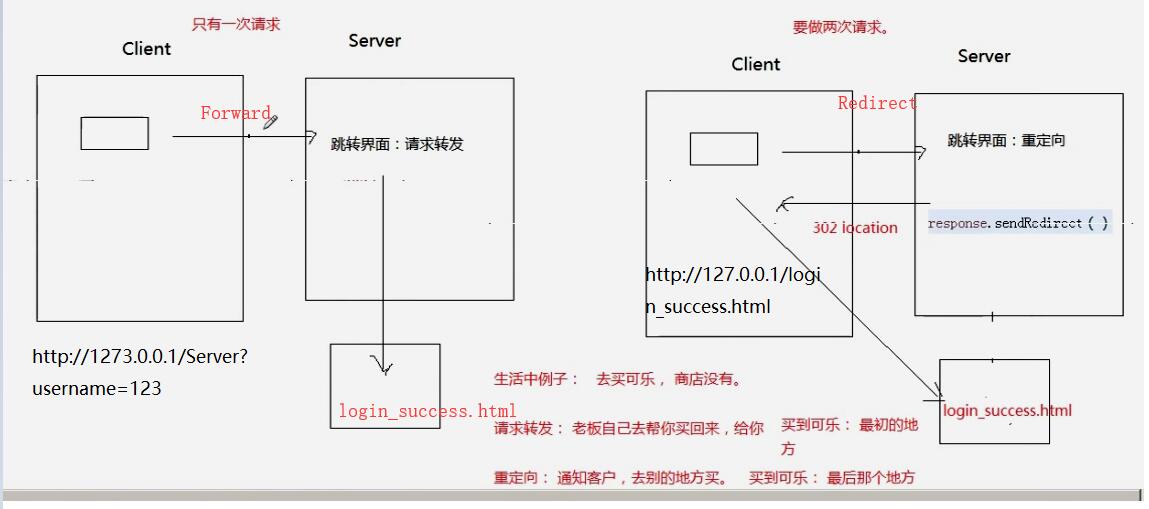 只有一次请求
Client
Server
Forward
跳转界面：请求转发
login_success.html
http://1273.0.0.1/Server?
username=123
要做两次请求。
Client
Server
Redirect
跳转界面：重定向
response.sendRedirect( )
302 location
http://127.0.0.1/logi
n_success.html
login_success.html
生活中例子： 去买可乐，商店没有。
请求转发：老板自己去帮你买回来，给你
买到可乐：最初的地
方
重定向：通知客户，去别的地方买。 买到可乐：最后那个地方